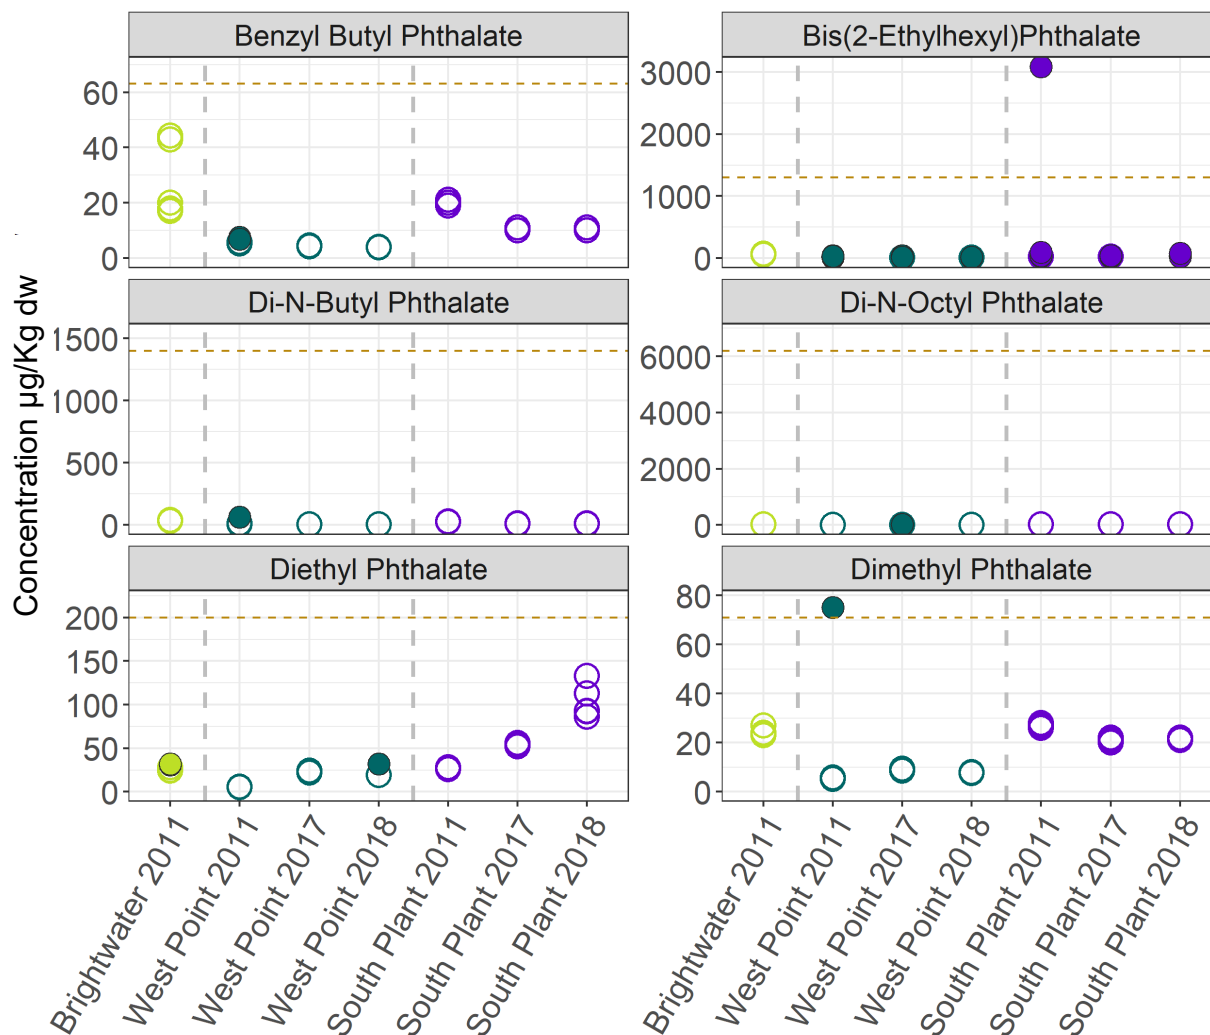 Benzyl Butyl Phthalate
Bis(2-Ethylhexyl)Phthalate
60
40
20
0
3000
2000
1000
0
Di-N-Butyl Phthalate
Di-N-Octyl Phthalate
1500
1000
500
0
6000
4000
2000
0
Diethyl Phthalate
Dimethyl Phthalate
200
150
100
50
0
80
60
40
20
0
Concentration µg/Kg dw
Brightwater 2011
West Point 2011
West Point 2017
West Point 2018
South Plant 2011
South Plant 2017
South Plant 2018
Brightwater 2011
West Point 2011
West Point 2017
West Point 2018
South Plant 2011
South Plant 2017
South Plant 2018